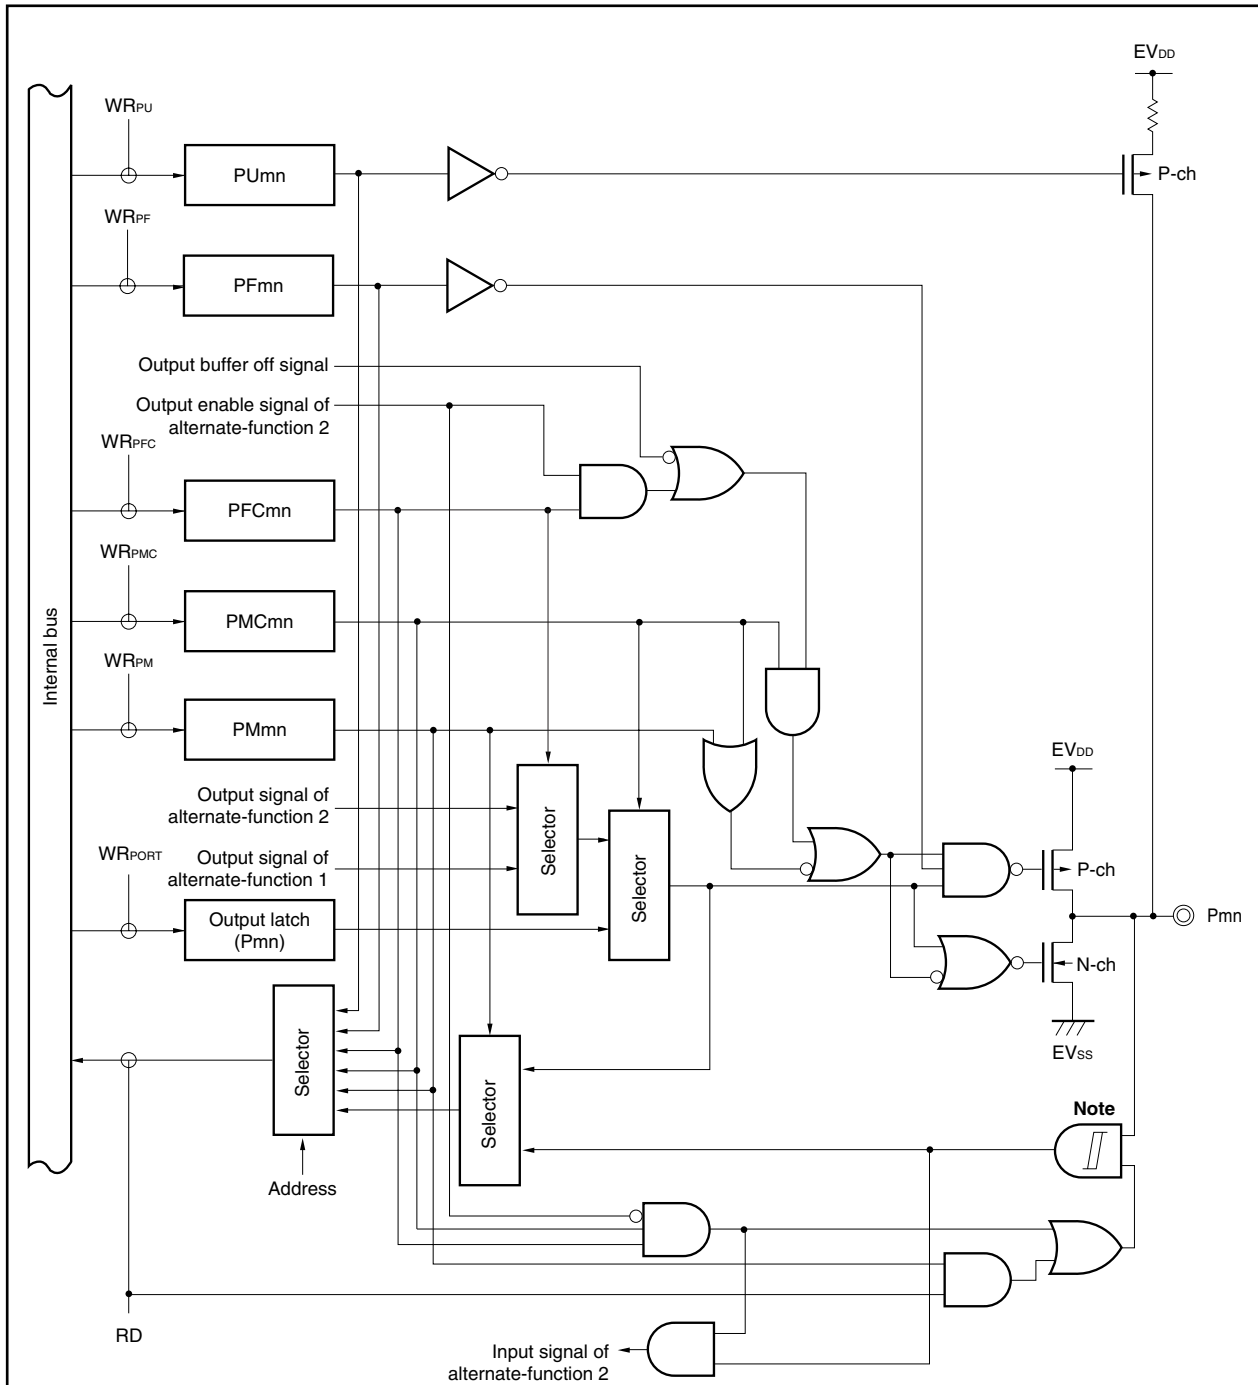 EVDD
WRPU
PUmn
P-ch
WRPF
PFmn
Output buffer off signal
Output enable signal of
alternate-function 2
WRPFC
PFCmn
WRPMC
PMCmn
Internal bus
WRPM
PMmn
EVDD
Output signal of
alternate-function 2
Selector
Selector
WRPORT
Output signal of
alternate-function 1
P-ch
Output latch
(Pmn)
Pmn
N-ch
EVSS
Selector
Selector
Note
Address
RD
Input signal of
alternate-function 2